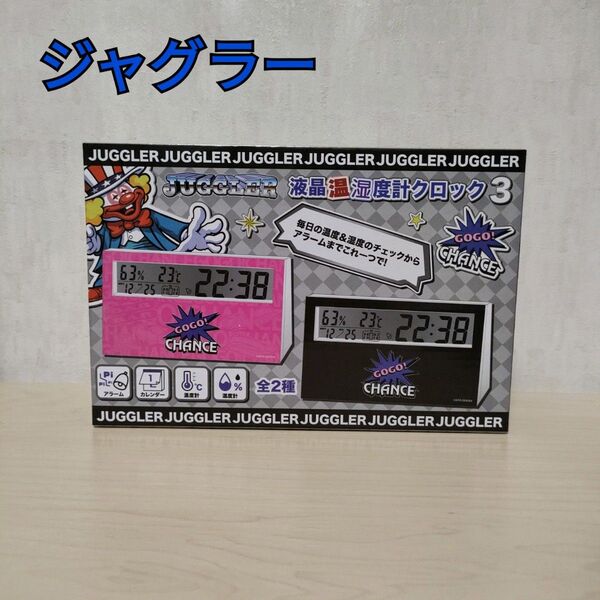 ジャグラー
JUGGLER JUGGLER JUGGLER JUGGLER JUGGLER JUGGLER
JUGGLER 液晶温湿度計クロック3
毎日の温度&湿度のチェックから
アラームまでこれ一つで!
GOGO!
CHANCE
63% 23℃ 22:38
12/25 MON
GOGO!
CHANCE
63% 23℃ 22:38
12/25 MON
GOGO!
CHANCE
PiPi
アラーム
1
カレンダー
℃
温度計
%
湿度計
全2種
JUGGLER JUGGLER JUGGLER JUGGLER JUGGLER JUGGLER